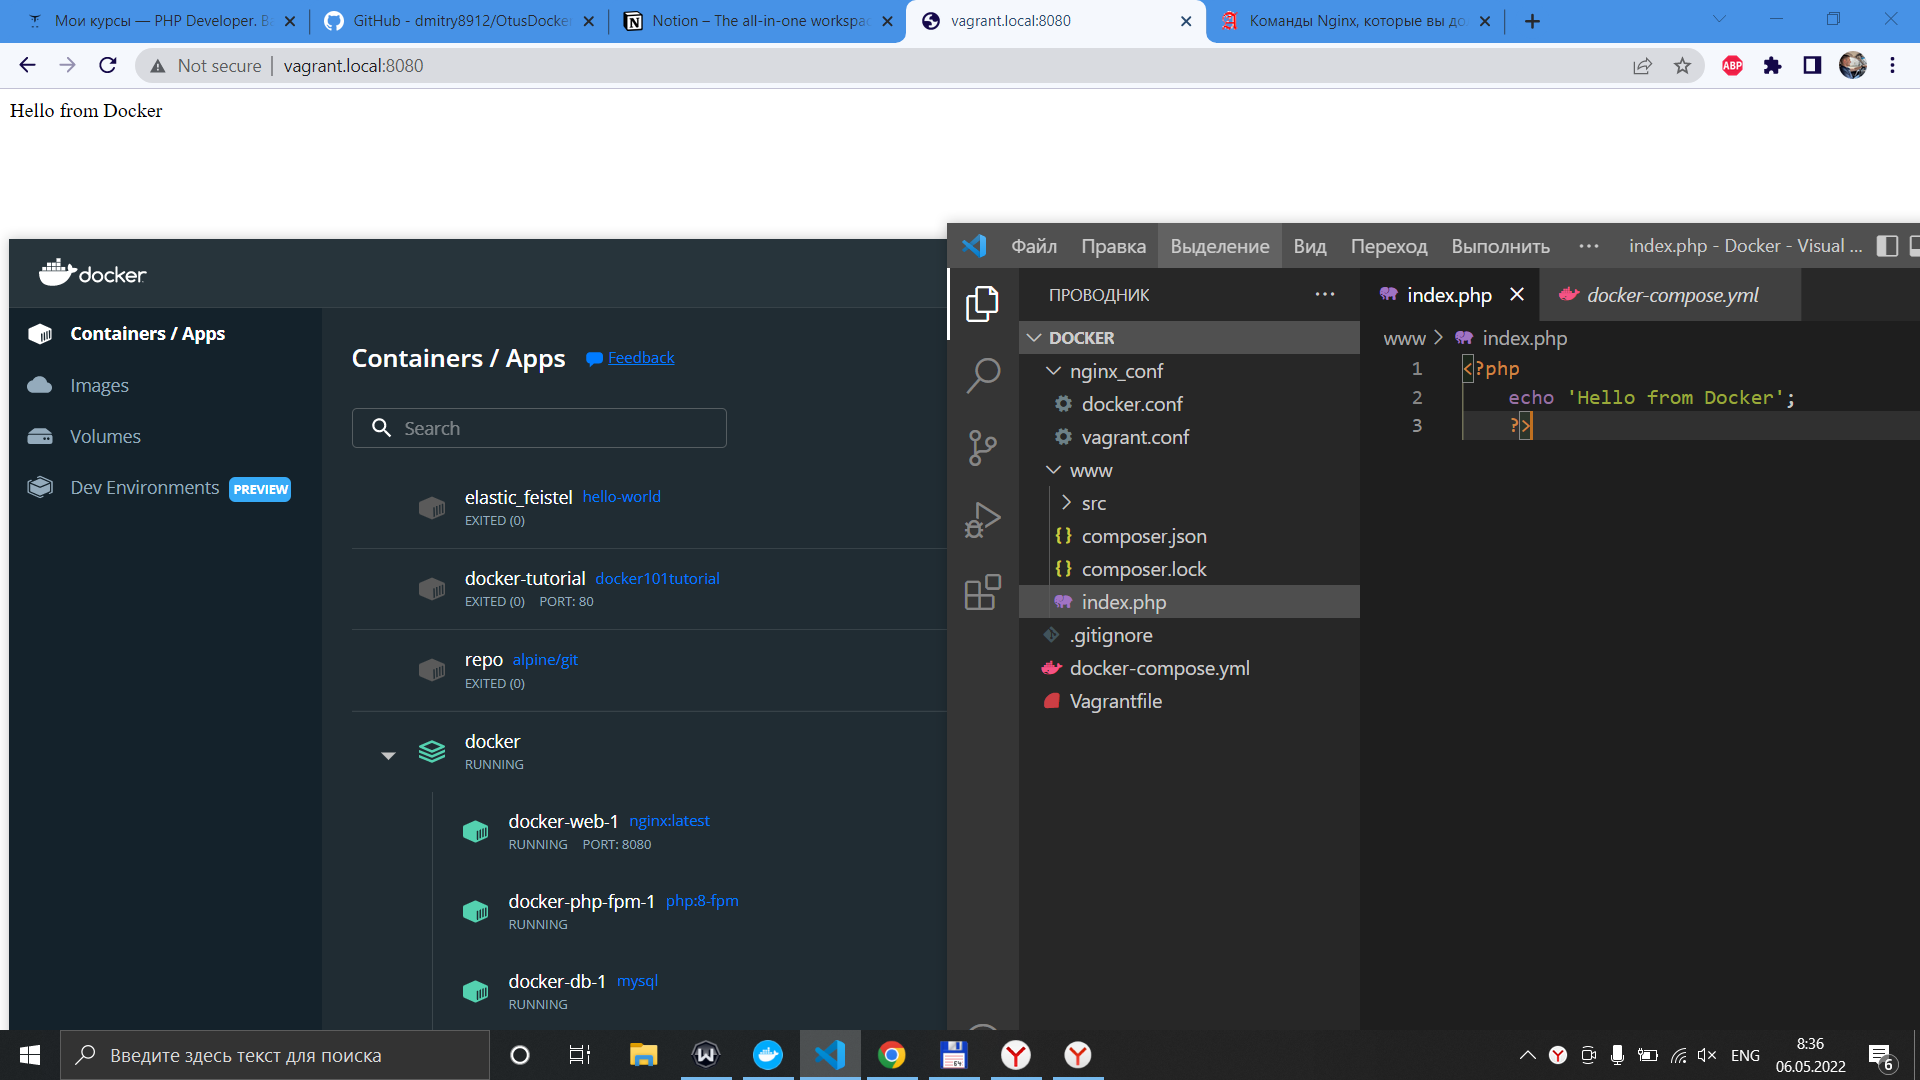 Мои курсы — PHP Developer. Ba
GitHub - dmitry8912/OtusDocker
Notion – The all-in-one workspac
vagrant.local:8080
Команды Nginx, которые вы до
Not secure
vagrant.local:8080
ABP
Hello from Docker
docker
Containers / Apps
Images
Volumes
Dev Environments PREVIEW
Containers / Apps Feedback
Search
elastic_feistel hello-world
EXITED (0)
docker-tutorial docker101tutorial
EXITED (0) PORT: 80
repo alpine/git
EXITED (0)
docker
RUNNING
docker-web-1 nginx:latest
RUNNING PORT: 8080
docker-php-fpm-1 php:8-fpm
RUNNING
docker-db-1 mysql
RUNNING
Файл Правка Выделение Вид Переход Выполнить ··· index.php - Docker - Visual ...
ПРОВОДНИК ···
DOCKER
nginx_conf
docker.conf
vagrant.conf
www
src
{} composer.json
{} composer.lock
index.php
.gitignore
docker-compose.yml
Vagrantfile
index.php
docker-compose.yml
www > index.php
1 <?php
2 echo 'Hello from Docker';
3 ?>
Введите здесь текст для поиска
64
ENG
8:36
06.05.2022
6